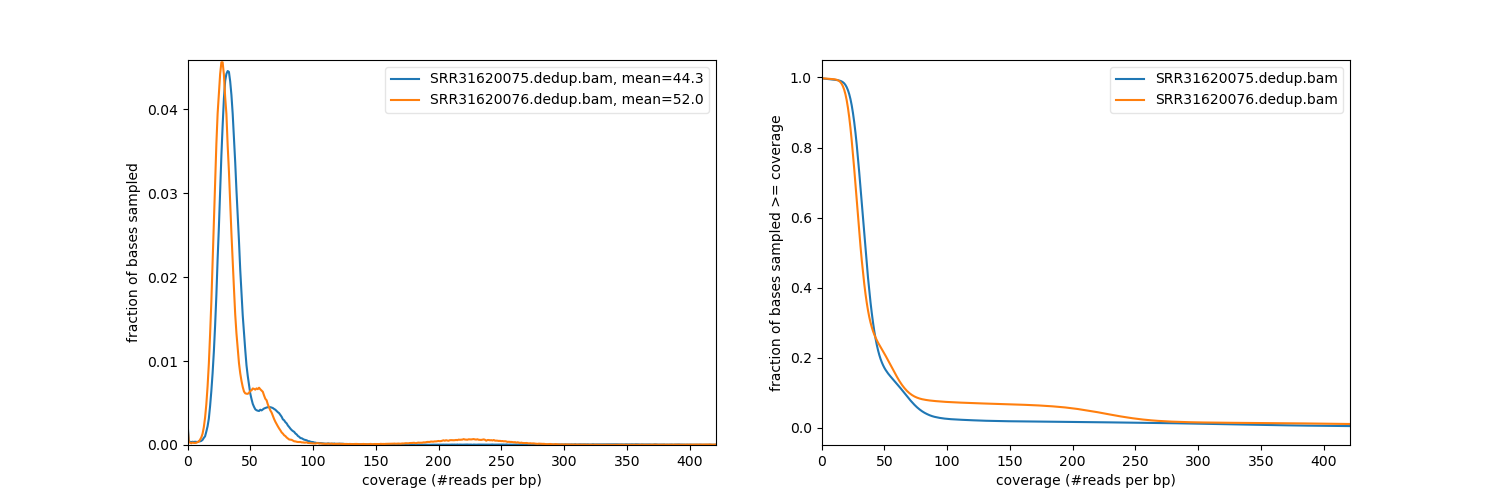 SRR31620075.dedup.bam, mean=44.3
SRR31620076.dedup.bam, mean=52.0
fraction of bases sampled
0.04
0.03
0.02
0.01
0.00
0 50 100 150 200 250 300 350 400
coverage (#reads per bp)
SRR31620075.dedup.bam
SRR31620076.dedup.bam
fraction of bases sampled >= coverage
1.0
0.8
0.6
0.4
0.2
0.0
0 50 100 150 200 250 300 350 400
coverage (#reads per bp)